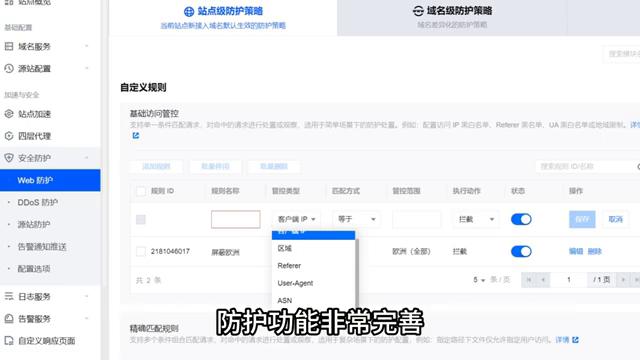 站点概览
基础配置
域名服务
源站配置
加速与安全
站点加速
四层代理
安全防护
Web 防护
DDoS 防护
源站防护
告警通知推送
配置选项
日志服务
告警服务
自定义响应页面
站点级防护策略
当前站点新接入域名默认生效的防护策略
域名级防护策略
域名差异化的防护策略
自定义规则
基础访问管控
支持单一条件匹配请求，对命中的请求进行处置或观察，适用于简单场景下的防护处置。例如：配置访问 IP 黑白名单、Referer 黑名单、UA 黑白名单或地域限制。详情
添加规则 批量停用 批量删除
搜索规则 ID/名称
规则 ID 规则名称 管控类型 匹配方式 管控范围 执行动作 状态 操作
客户端 IP 等于 拦截 保存 取消
2181046017 屏蔽欧洲 欧洲（全部） 拦截 编辑 删除
客户端 IP
区域
Referer
User-Agent
ASN
共 2 条 5 条 / 页 1 / 1 页
防护功能非常完善
精确匹配规则
支持多个条件组合匹配请求，对命中的请求进行处置或观察，适用于复杂场景下的防护配置。例如：指定路径下文件仅允许指定用户访问。详情